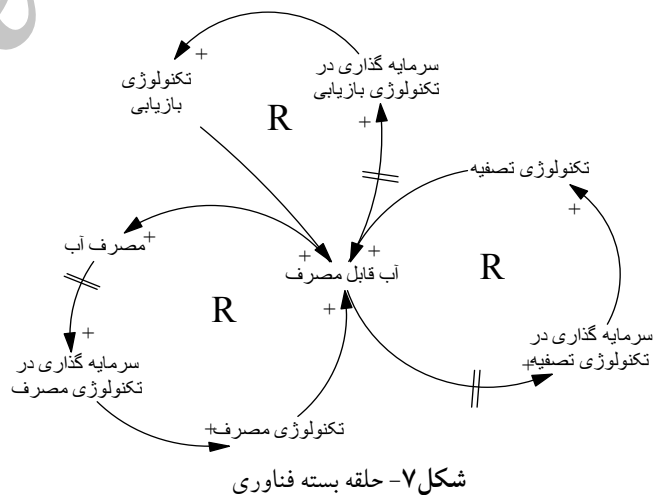 +
سرمایه گذاری در
تکنولوژی بازیابی
تکنولوژی
بازیابی
R
+
تکنولوژی تصفیه
+
+
مصرف آب
+
+
آب قابل مصرف
R
R
+
+
سرمایه گذاری در
تکنولوژی تصفیه
+
سرمایه گذاری در
تکنولوژی مصرف
تکنولوژی مصرف
+
شکل۷- حلقه بسته فناوری